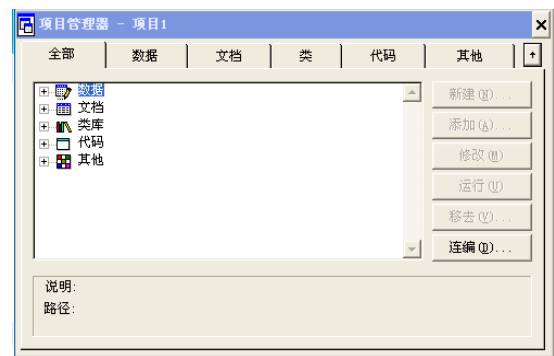 项目管理器 - 项目1
全部 数据 文档 类 代码 其他
数据
文档
类库
代码
其他
新建(N)...
添加(A)...
修改(M)
运行(U)
移去(V)...
连编(D)...
说明:
路径: